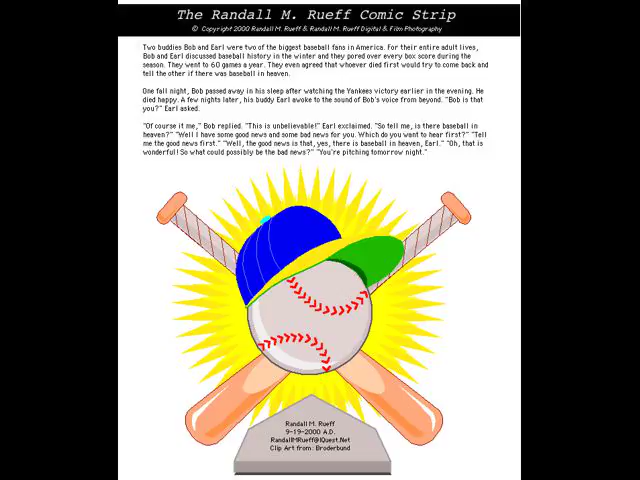 The Randall M. Rueff Comic Strip
© Copyright 2000 Randall M. Rueff & Randall M. Rueff Digital & Film Photography
Two buddies Bob and Earl were two of the biggest baseball fans in America. For their entire adult lives,
Bob and Earl discussed baseball history in the winter and they pored over every box score during the
season. They went to 60 games a year. They even agreed that whoever died first would try to come back and
tell the other if there was baseball in heaven.
One fall night, Bob passed away in his sleep after watching the Yankees victory earlier in the evening. He
died happy. A few nights later, his buddy Earl awoke to the sound of Bob's voice from beyond. "Bob is that
you?" Earl asked.
"Of course it me," Bob replied. "This is unbelievable!" Earl exclaimed. "So tell me, is there baseball in
heaven?" "Well I have some good news and some bad news for you. Which do you want to hear first?" "Tell
me the good news first." "Well, the good news is that, yes, there is baseball in heaven, Earl." "Oh, that is
wonderful! So what could possibly be the bad news?" "You're pitching tomorrow night."
Randall M. Rueff
9-19-2000 A.D.
RandallMRueff@IQuest.Net
Clip Art from: Broderbund